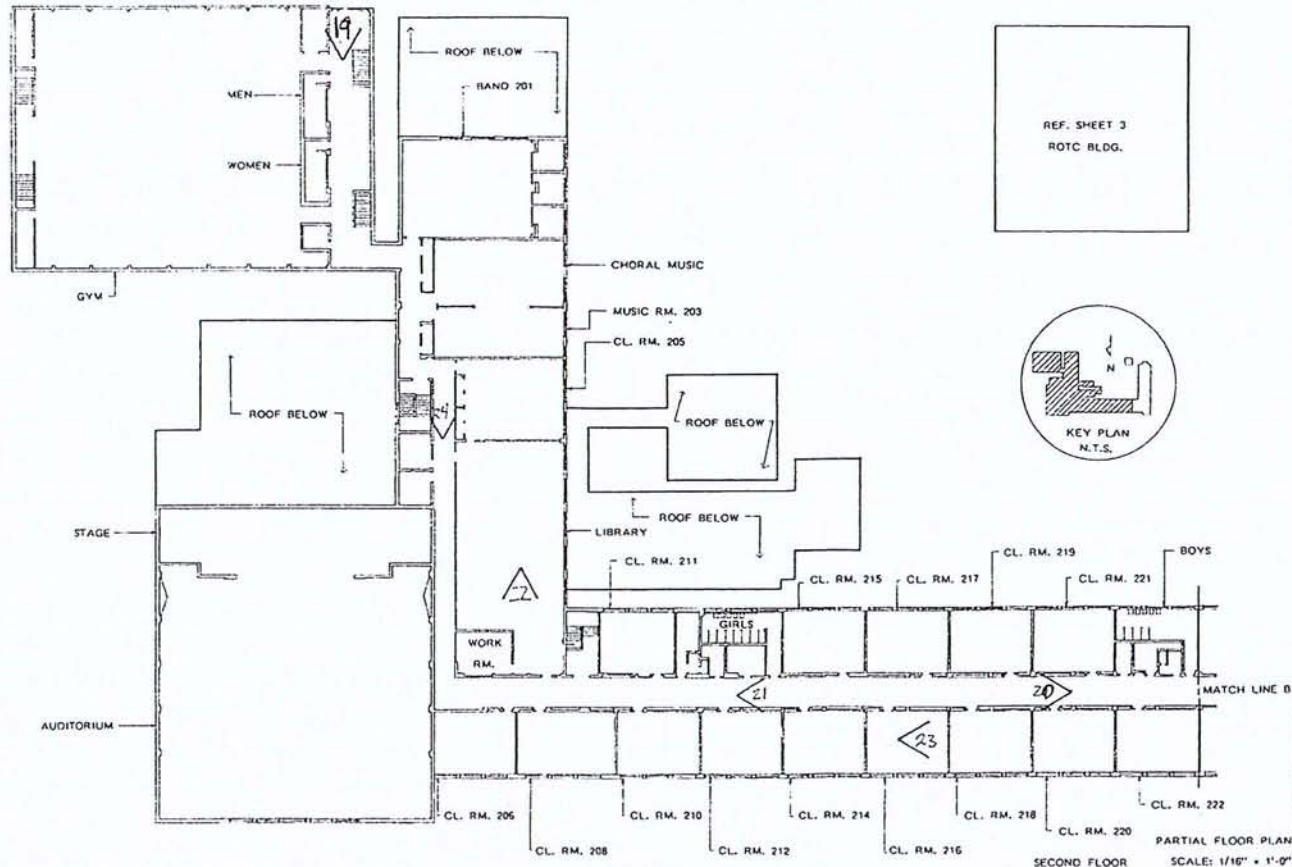 19
ROOF BELOW
BAND 201
MEN
WOMEN
REF. SHEET 3
ROTC BLDG.
CHORAL MUSIC
GYM
MUSIC RM. 203
CL. RM. 205
N
KEY PLAN
N.T.S.
ROOF BELOW
ROOF BELOW
ROOF BELOW
STAGE
LIBRARY
CL. RM. 211
CL. RM. 215
CL. RM. 217
CL. RM. 219
CL. RM. 221
BOYS
GIRLS
WORK
RM.
21
20
MATCH LINE B
AUDITORIUM
23
CL. RM. 206
CL. RM. 208
CL. RM. 210
CL. RM. 212
CL. RM. 214
CL. RM. 216
CL. RM. 218
CL. RM. 220
CL. RM. 222
PARTIAL FLOOR PLAN
SECOND FLOOR
SCALE: 1/16" = 1'-0"